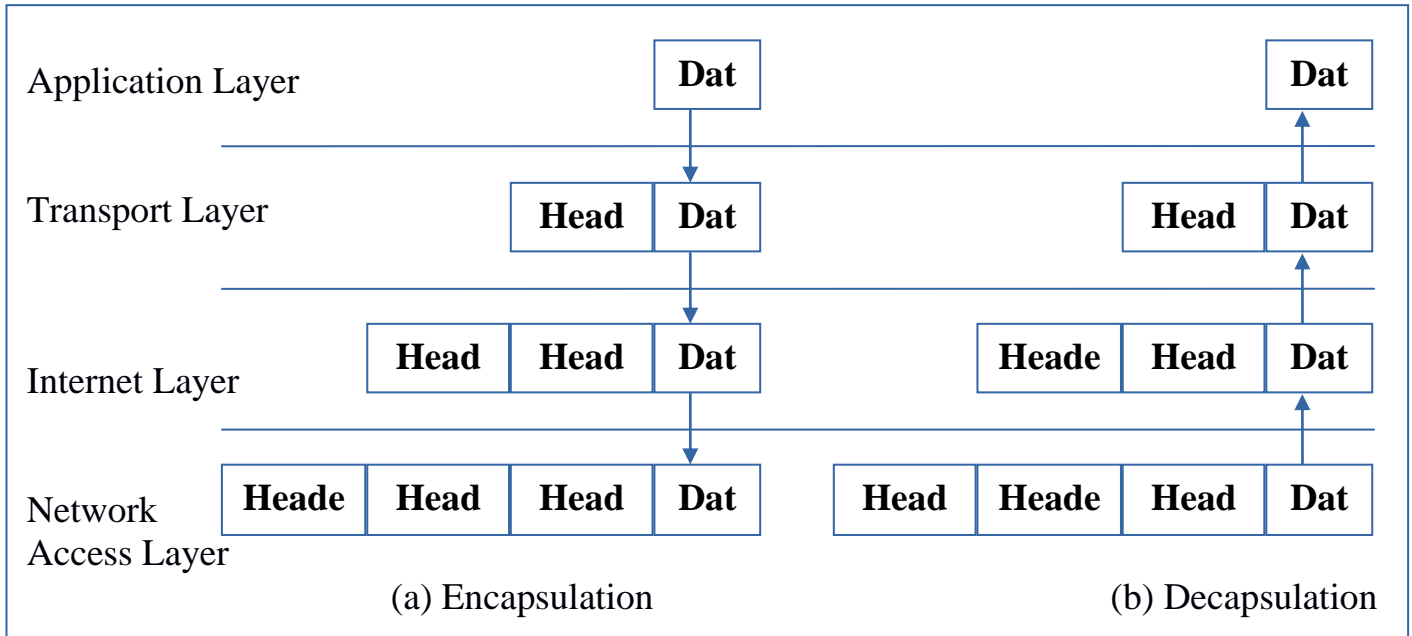 Application Layer Dat Dat
Transport Layer Head Dat Head Dat
Internet Layer Head Head Dat Heade Head Dat
Network Heade Head Head Dat Head Heade Head Dat
Access Layer
(a) Encapsulation (b) Decapsulation